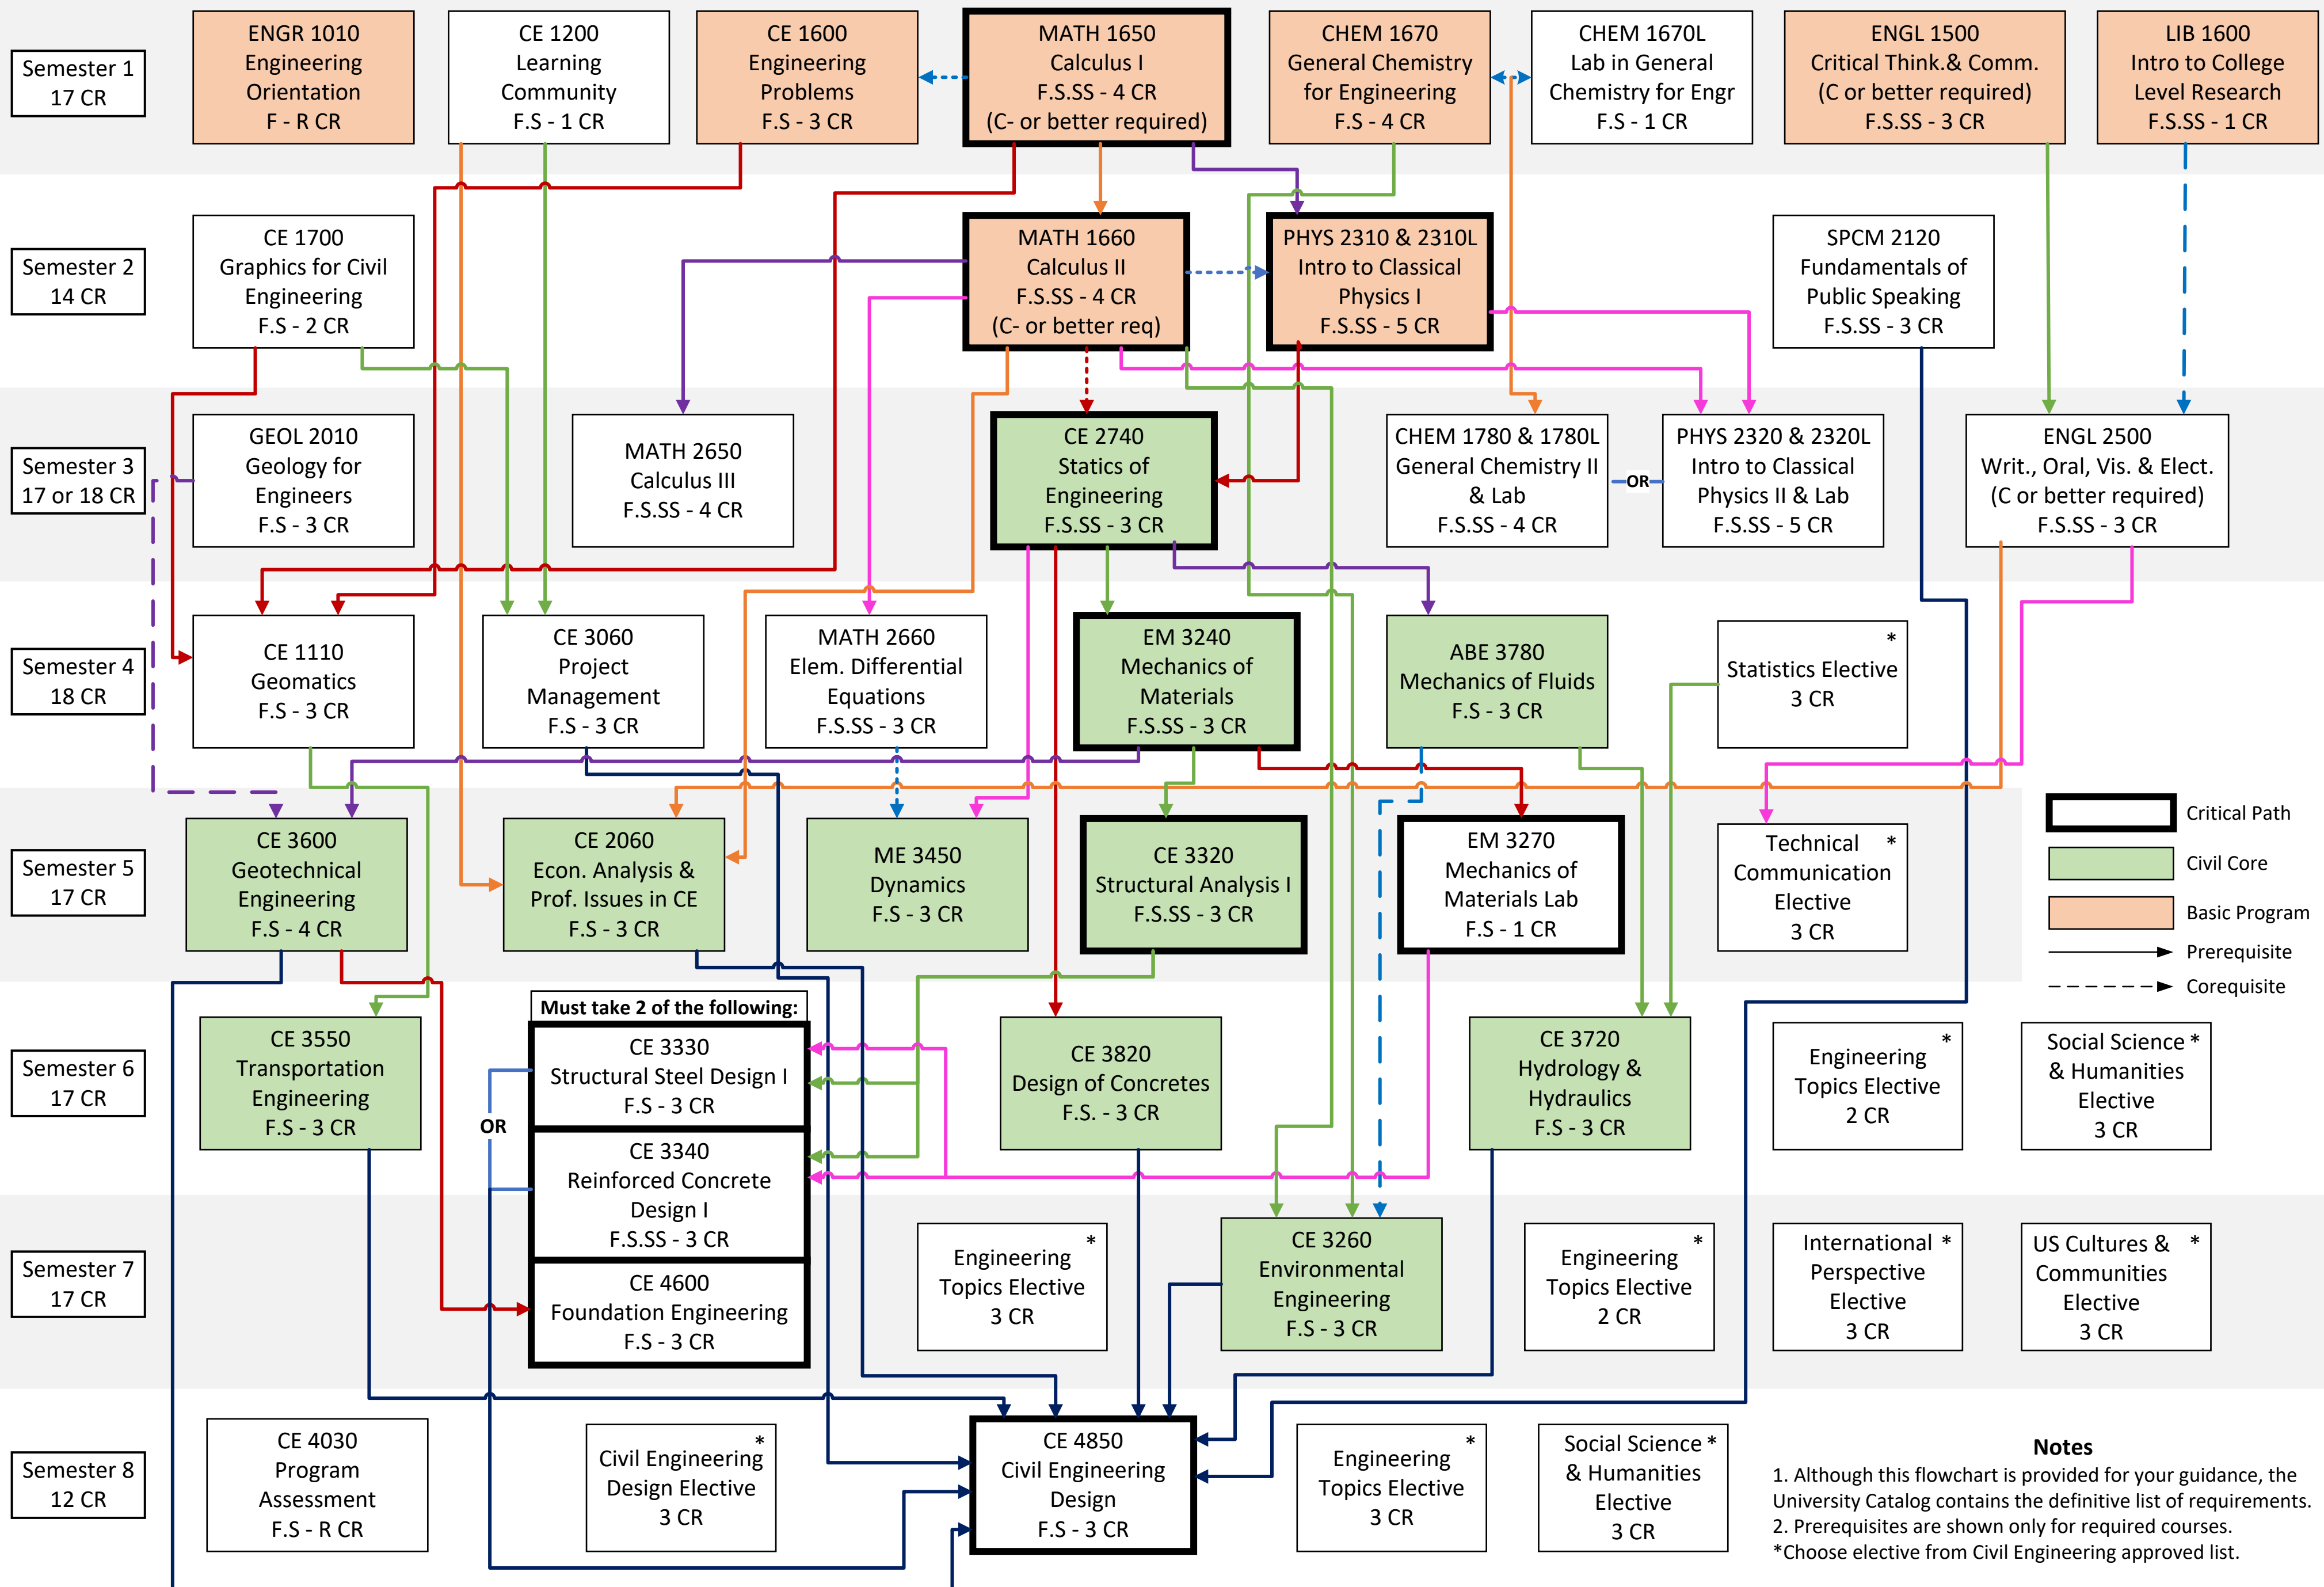 Semester 1
17 CR
ENGR 1010
Engineering
Orientation
F - R CR
CE 1200
Learning
Community
F.S - 1 CR
CE 1600
Engineering
Problems
F.S - 3 CR
MATH 1650
Calculus I
F.S.SS - 4 CR
(C- or better required)
CHEM 1670
General Chemistry
for Engineering
F.S - 4 CR
CHEM 1670L
Lab in General
Chemistry for Engr
F.S - 1 CR
ENGL 1500
Critical Think.& Comm.
(C or better required)
F.S.SS - 3 CR
LIB 1600
Intro to College
Level Research
F.S.SS - 1 CR
Semester 2
14 CR
CE 1700
Graphics for Civil
Engineering
F.S - 2 CR
MATH 1660
Calculus II
F.S.SS - 4 CR
(C- or better req)
PHYS 2310 & 2310L
Intro to Classical
Physics I
F.S.SS - 5 CR
SPCM 2120
Fundamentals of
Public Speaking
F.S.SS - 3 CR
Semester 3
17 or 18 CR
GEOL 2010
Geology for
Engineers
F.S - 3 CR
MATH 2650
Calculus III
F.S.SS - 4 CR
CE 2740
Statics of
Engineering
F.S.SS - 3 CR
CHEM 1780 & 1780L
General Chemistry II
& Lab
F.S.SS - 4 CR
OR
PHYS 2320 & 2320L
Intro to Classical
Physics II & Lab
F.S.SS - 5 CR
ENGL 2500
Writ., Oral, Vis. & Elect.
(C or better required)
F.S.SS - 3 CR
Semester 4
18 CR
CE 1110
Geomatics
F.S - 3 CR
CE 3060
Project
Management
F.S - 3 CR
MATH 2660
Elem. Differential
Equations
F.S.SS - 3 CR
EM 3240
Mechanics of
Materials
F.S.SS - 3 CR
ABE 3780
Mechanics of Fluids
F.S - 3 CR
*
Statistics Elective
3 CR
Semester 5
17 CR
CE 3600
Geotechnical
Engineering
F.S - 4 CR
CE 2060
Econ. Analysis &
Prof. Issues in CE
F.S - 3 CR
ME 3450
Dynamics
F.S - 3 CR
CE 3320
Structural Analysis I
F.S.SS - 3 CR
EM 3270
Mechanics of
Materials Lab
F.S - 1 CR
Technical *
Communication
Elective
3 CR
Critical Path
Civil Core
Basic Program
Prerequisite
Corequisite
Semester 6
17 CR
CE 3550
Transportation
Engineering
F.S - 3 CR
Must take 2 of the following:
CE 3330
Structural Steel Design I
F.S - 3 CR
OR
CE 3340
Reinforced Concrete
Design I
F.S.SS - 3 CR
CE 4600
Foundation Engineering
F.S - 3 CR
CE 3820
Design of Concretes
F.S. - 3 CR
CE 3720
Hydrology &
Hydraulics
F.S - 3 CR
*
Engineering
Topics Elective
2 CR
Social Science *
& Humanities
Elective
3 CR
Semester 7
17 CR
*
Engineering
Topics Elective
3 CR
CE 3260
Environmental
Engineering
F.S - 3 CR
*
Engineering
Topics Elective
2 CR
International *
Perspective
Elective
3 CR
US Cultures & *
Communities
Elective
3 CR
Semester 8
12 CR
CE 4030
Program
Assessment
F.S - R CR
*
Civil Engineering
Design Elective
3 CR
CE 4850
Civil Engineering
Design
F.S - 3 CR
*
Engineering
Topics Elective
3 CR
Social Science *
& Humanities
Elective
3 CR
Notes
1. Although this flowchart is provided for your guidance, the
University Catalog contains the definitive list of requirements.
2. Prerequisites are shown only for required courses.
*Choose elective from Civil Engineering approved list.